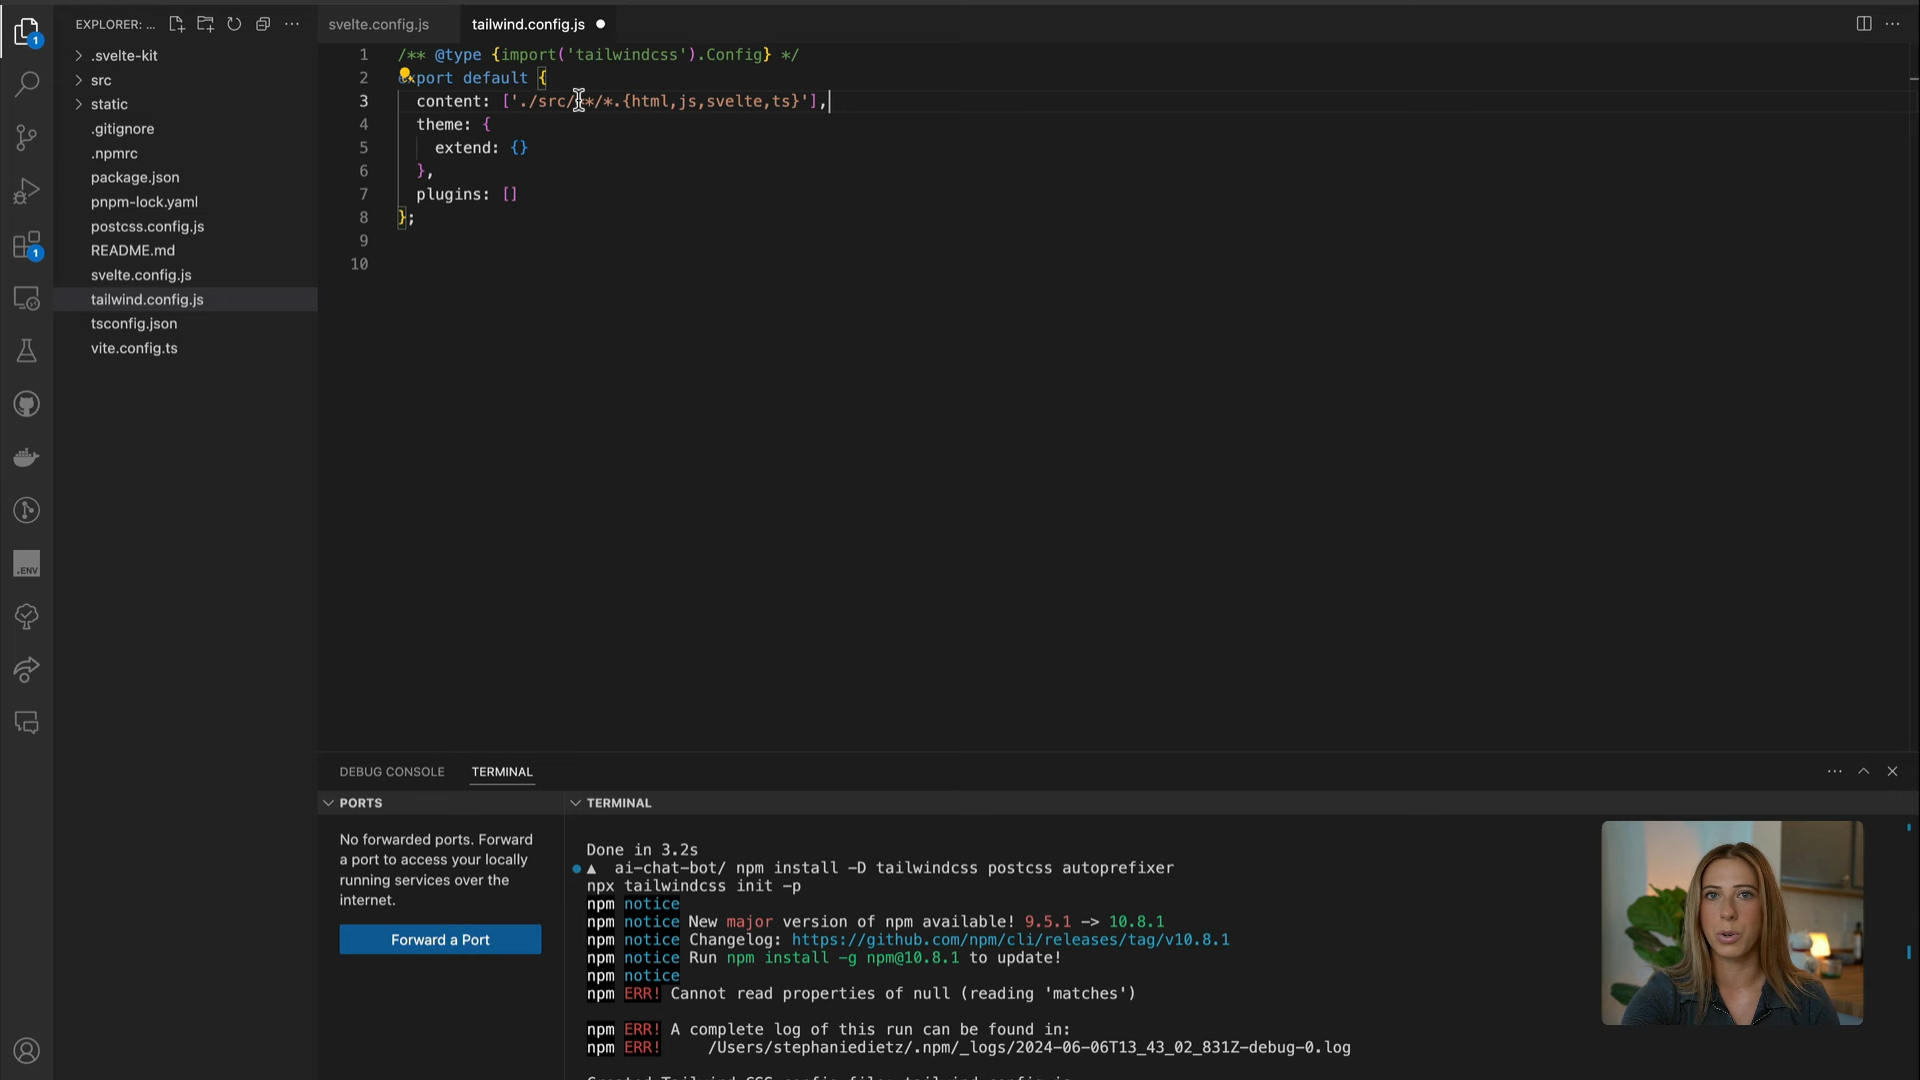 EXPLORER: ...
.svelte-kit
src
static
.gitignore
.npmrc
package.json
pnpm-lock.yaml
postcss.config.js
README.md
svelte.config.js
tailwind.config.js
tsconfig.json
vite.config.ts
1
1
.ENV
svelte.config.js
tailwind.config.js
1 /** @type {import('tailwindcss').Config} */
2 export default {
3 content: ['./src/**/*.{html,js,svelte,ts}'],
4 theme: {
5 extend: {}
6 },
7 plugins: []
8 };
9
10
DEBUG CONSOLE
TERMINAL
PORTS
No forwarded ports. Forward
a port to access your locally
running services over the
internet.
Forward a Port
TERMINAL
Done in 3.2s
▲ ai-chat-bot/ npm install -D tailwindcss postcss autoprefixer
npx tailwindcss init -p
npm notice
npm notice New major version of npm available! 9.5.1 -> 10.8.1
npm notice Changelog: https://github.com/npm/cli/releases/tag/v10.8.1
npm notice Run npm install -g npm@10.8.1 to update!
npm notice
npm ERR! Cannot read properties of null (reading 'matches')
npm ERR! A complete log of this run can be found in:
npm ERR! /Users/stephaniedietz/.npm/_logs/2024-06-06T13_43_02_831Z-debug-0.log